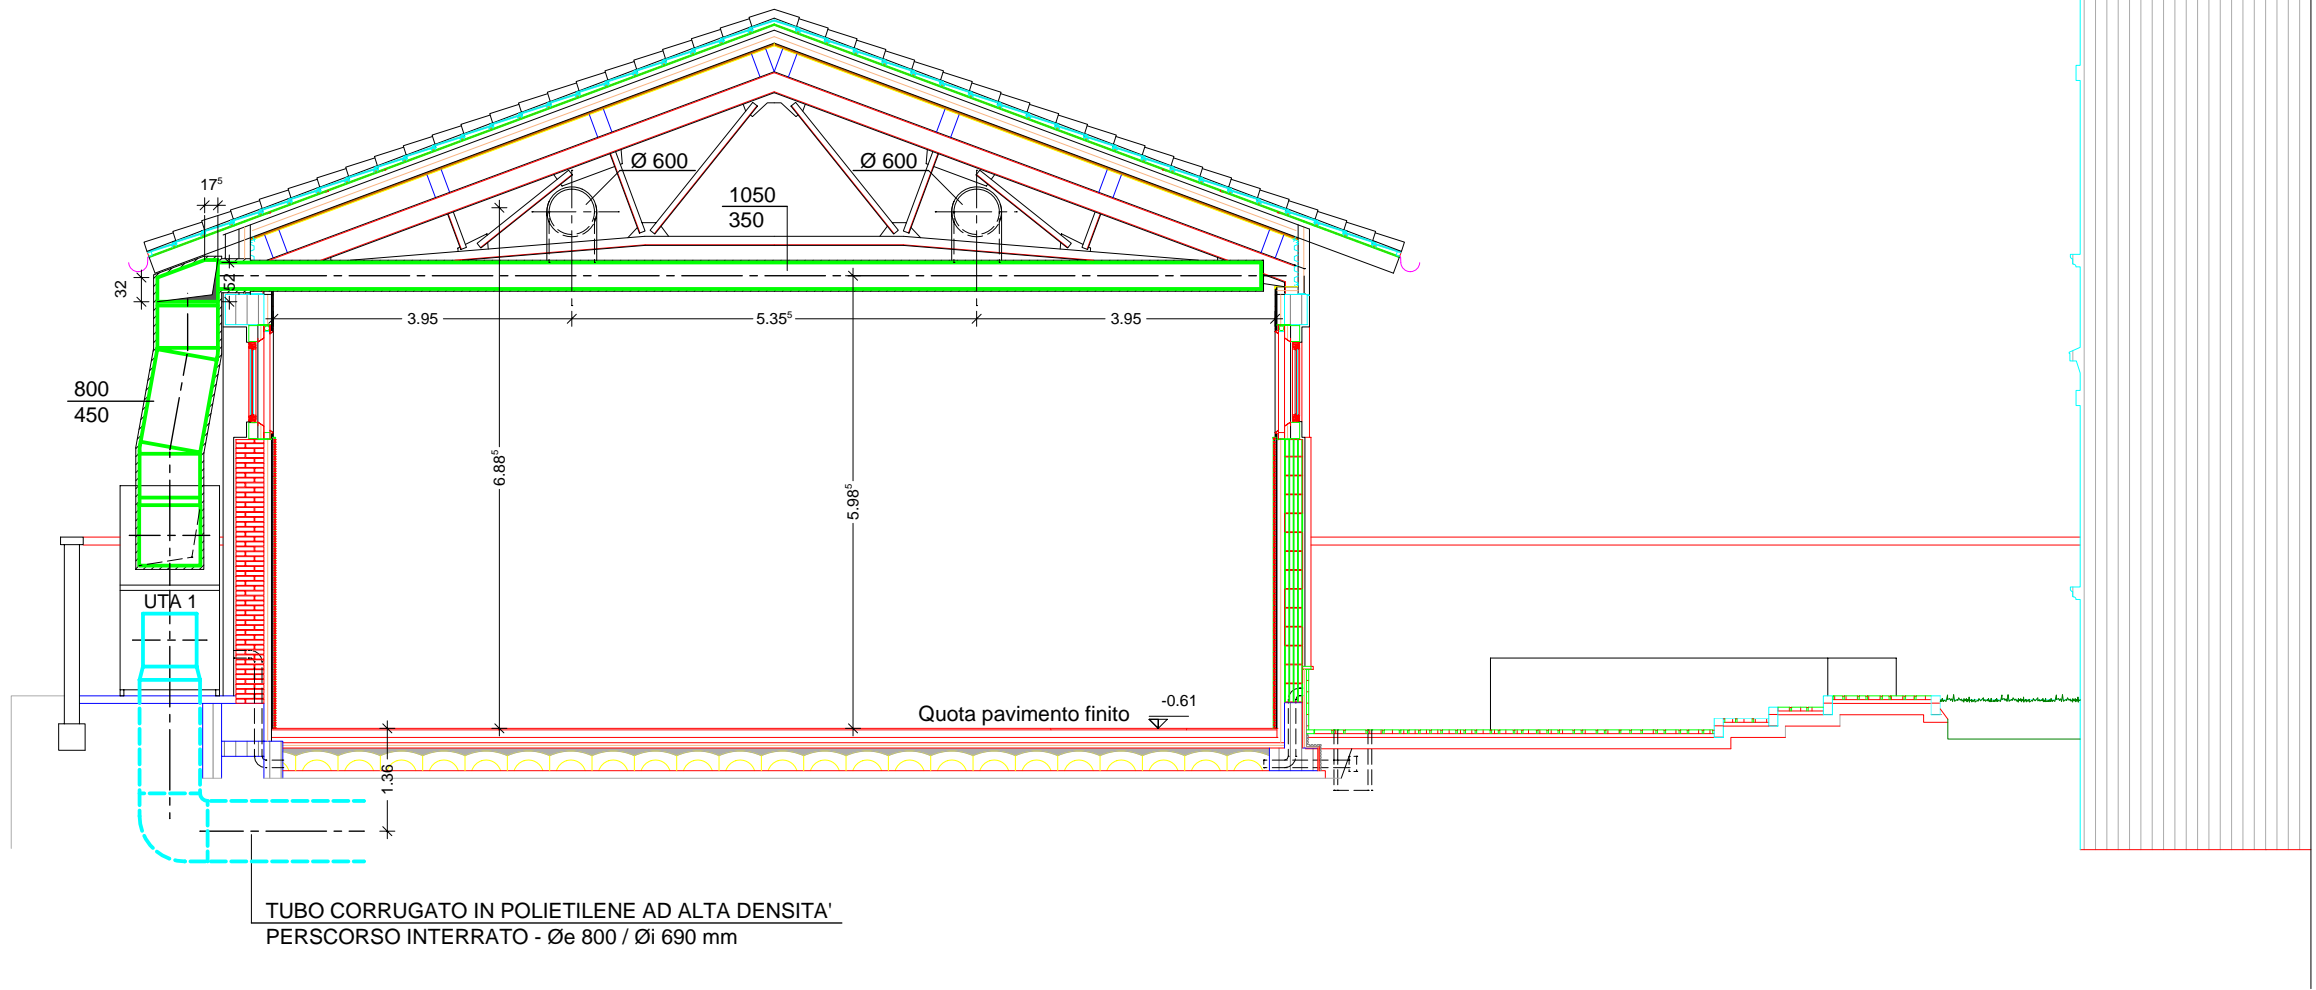 Ø 600
Ø 600
17⁵
1050
350
32
52
3.95
5.35⁵
3.95
800
450
6.88⁵
5.98⁵
UTA 1
Quota pavimento finito
-0.61
1.36
TUBO CORRUGATO IN POLIETILENE AD ALTA DENSITA'
PERSCORSO INTERRATO - Øe 800 / Øi 690 mm